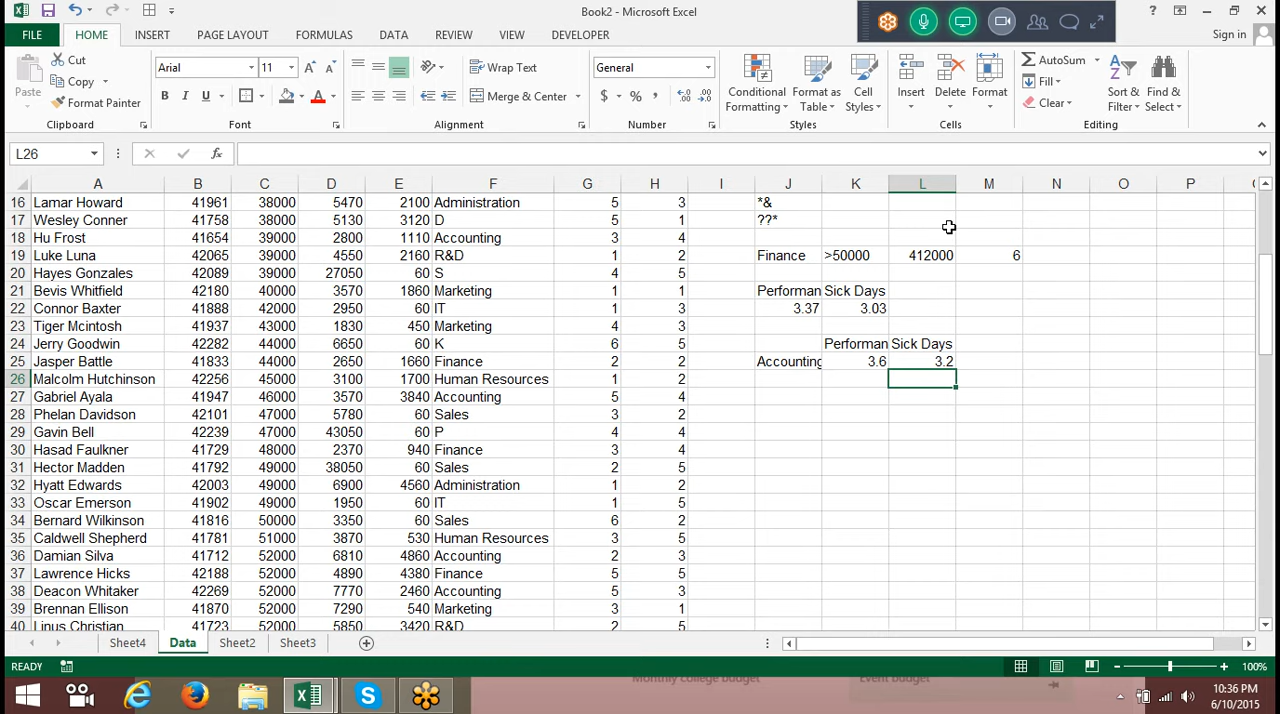 Book2 - Microsoft Excel
?
FILE HOME INSERT PAGE LAYOUT FORMULAS DATA REVIEW VIEW DEVELOPER Sign in
Paste Cut Copy Format Painter Clipboard
Arial 11 B I U A Font
Wrap Text Merge & Center Alignment
General $ % , Number
Conditional Formatting Format as Table Cell Styles Styles
Insert Delete Format Cells
AutoSum Fill Clear Sort & Filter Find & Select Editing
L26 fx
A B C D E F G H I J K L M N O P
16 Lamar Howard 41961 38000 5470 2100 Administration 5 3 *&
17 Wesley Conner 41758 38000 5130 3120 D 5 1 ??*
18 Hu Frost 41654 39000 2800 1110 Accounting 3 4
19 Luke Luna 42065 39000 4550 2160 R&D 1 2 Finance >50000 412000 6
20 Hayes Gonzales 42089 39000 27050 60 S 4 5
21 Bevis Whitfield 42180 40000 3570 1860 Marketing 1 1 Performan Sick Days
22 Connor Baxter 41888 42000 2950 60 IT 1 3 3.37 3.03
23 Tiger Mcintosh 41937 43000 1830 450 Marketing 4 3
24 Jerry Goodwin 42282 44000 6650 60 K 6 5 Performan Sick Days
25 Jasper Battle 41833 44000 2650 1660 Finance 2 2 Accounting 3.6 3.2
26 Malcolm Hutchinson 42256 45000 3100 1700 Human Resources 1 2
27 Gabriel Ayala 41947 46000 3570 3840 Accounting 5 4
28 Phelan Davidson 42101 47000 5780 60 Sales 3 2
29 Gavin Bell 42239 47000 43050 60 P 4 4
30 Hasad Faulkner 41729 48000 2370 940 Finance 3 4
31 Hector Madden 41792 49000 38050 60 Sales 2 5
32 Hyatt Edwards 42003 49000 6900 4560 Administration 1 2
33 Oscar Emerson 41902 49000 1950 60 IT 1 5
34 Bernard Wilkinson 41816 50000 3350 60 Sales 6 2
35 Caldwell Shepherd 41781 51000 3870 530 Human Resources 3 5
36 Damian Silva 41712 52000 6810 4860 Accounting 2 3
37 Lawrence Hicks 42188 52000 4890 4380 Finance 5 5
38 Deacon Whitaker 42269 52000 7770 2460 Accounting 5 3
39 Brennan Ellison 41870 52000 7290 540 Marketing 3 1
40 Linus Christian 41723 52000 5850 3420 R&D 2 5
Sheet4 Data Sheet2 Sheet3
READY 100%
Monthly college budget Event budget
10:36 PM
6/10/2015